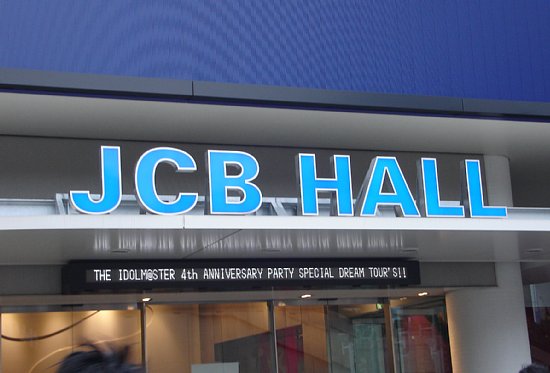 JCB HALL
THE IDOLM@STER 4th ANNIVERSARY PARTY SPECIAL DREAM TOUR'S!!